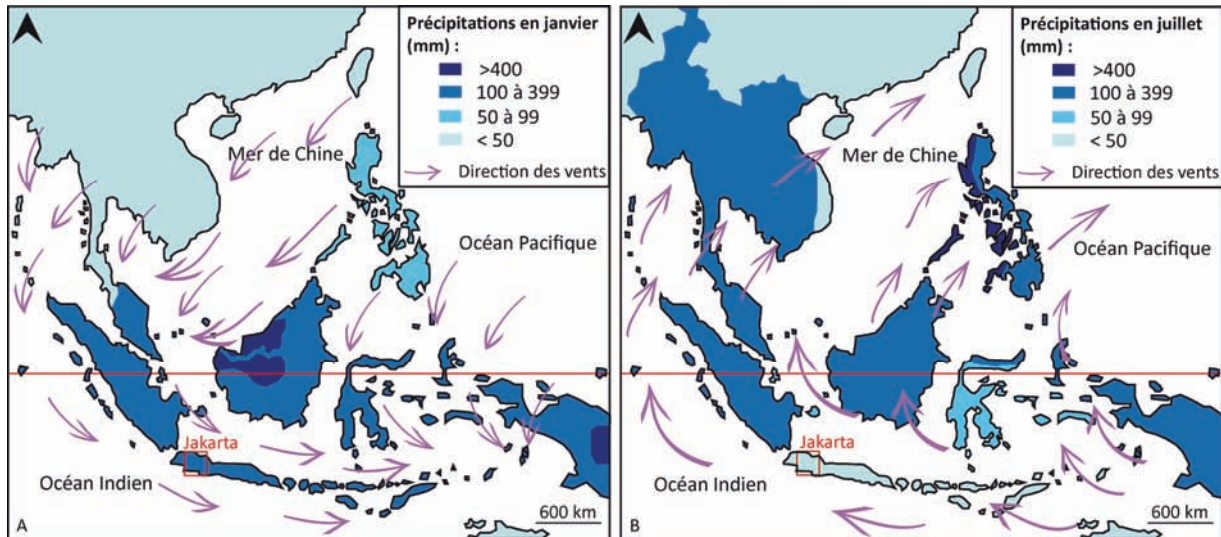 Précipitations en janvier
(mm) :
>400
100 à 399
50 à 99
< 50
Direction des vents
Mer de Chine
Océan Pacifique
Jakarta
Océan Indien
600 km
A
Précipitations en juillet
(mm) :
>400
100 à 399
50 à 99
< 50
Direction des vents
Mer de Chine
Océan Pacifique
Jakarta
Océan Indien
600 km
B